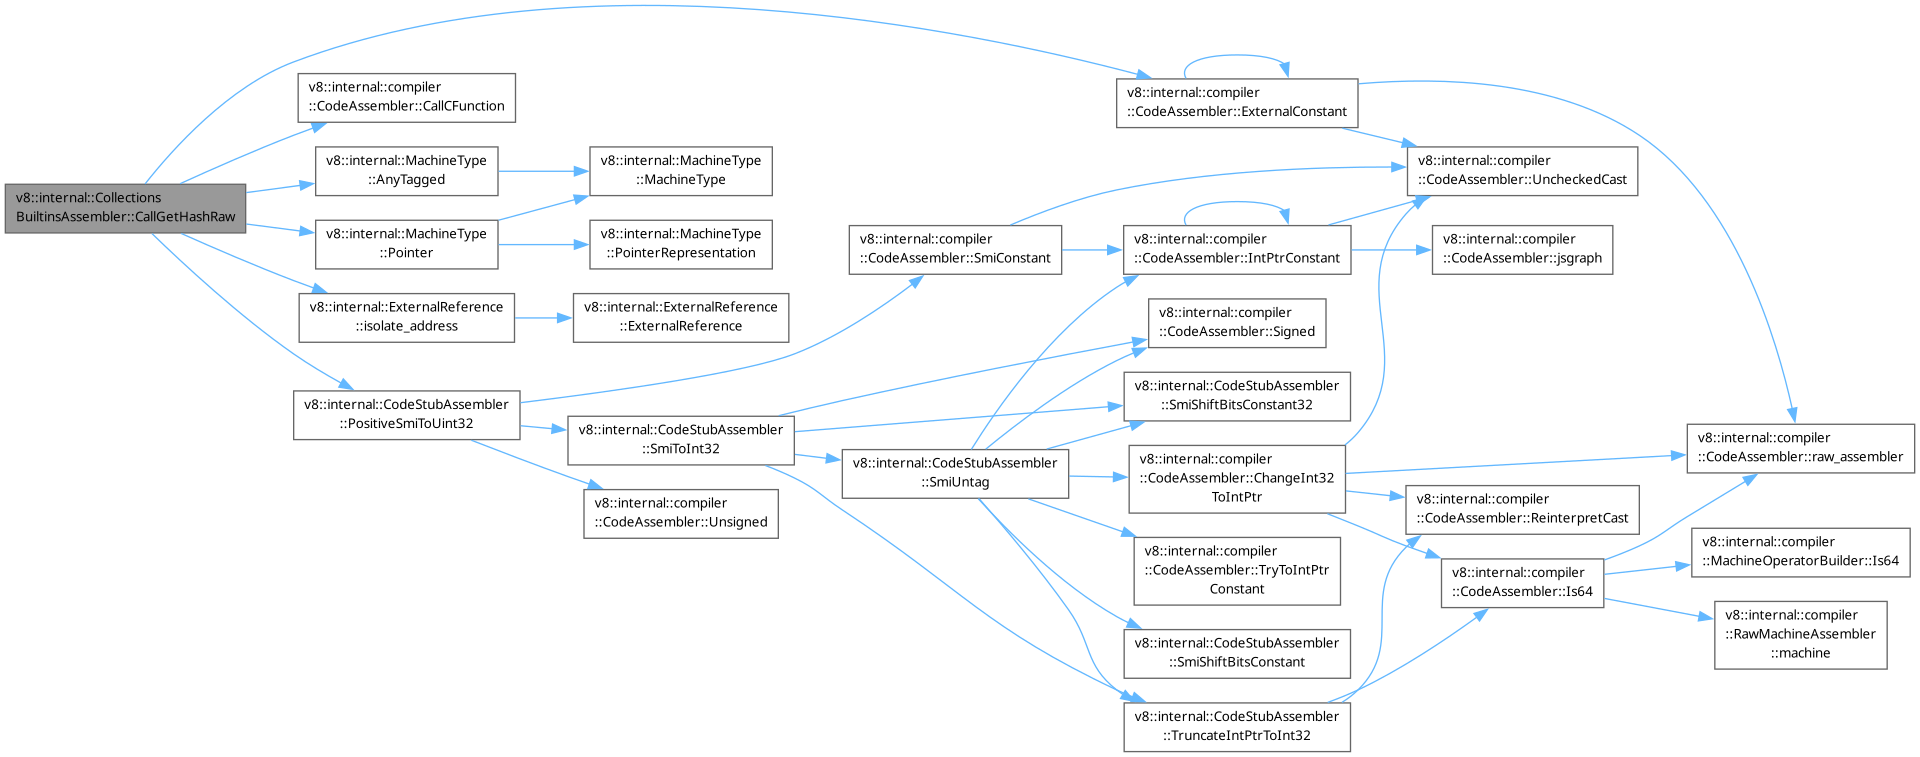 v8::internal::Collections
BuiltinsAssembler::CallGetHashRaw
v8::internal::compiler
::CodeAssembler::CallCFunction
v8::internal::MachineType
::AnyTagged
v8::internal::MachineType
::Pointer
v8::internal::ExternalReference
::isolate_address
v8::internal::CodeStubAssembler
::PositiveSmiToUint32
v8::internal::MachineType
::MachineType
v8::internal::MachineType
::PointerRepresentation
v8::internal::ExternalReference
::ExternalReference
v8::internal::CodeStubAssembler
::SmiToInt32
v8::internal::compiler
::CodeAssembler::Unsigned
v8::internal::compiler
::CodeAssembler::SmiConstant
v8::internal::CodeStubAssembler
::SmiUntag
v8::internal::compiler
::CodeAssembler::ExternalConstant
v8::internal::compiler
::CodeAssembler::IntPtrConstant
v8::internal::compiler
::CodeAssembler::Signed
v8::internal::CodeStubAssembler
::SmiShiftBitsConstant32
v8::internal::compiler
::CodeAssembler::ChangeInt32
ToIntPtr
v8::internal::compiler
::CodeAssembler::TryToIntPtr
Constant
v8::internal::CodeStubAssembler
::SmiShiftBitsConstant
v8::internal::CodeStubAssembler
::TruncateIntPtrToInt32
v8::internal::compiler
::CodeAssembler::UncheckedCast
v8::internal::compiler
::CodeAssembler::jsgraph
v8::internal::compiler
::CodeAssembler::ReinterpretCast
v8::internal::compiler
::CodeAssembler::Is64
v8::internal::compiler
::CodeAssembler::raw_assembler
v8::internal::compiler
::MachineOperatorBuilder::Is64
v8::internal::compiler
::RawMachineAssembler
::machine